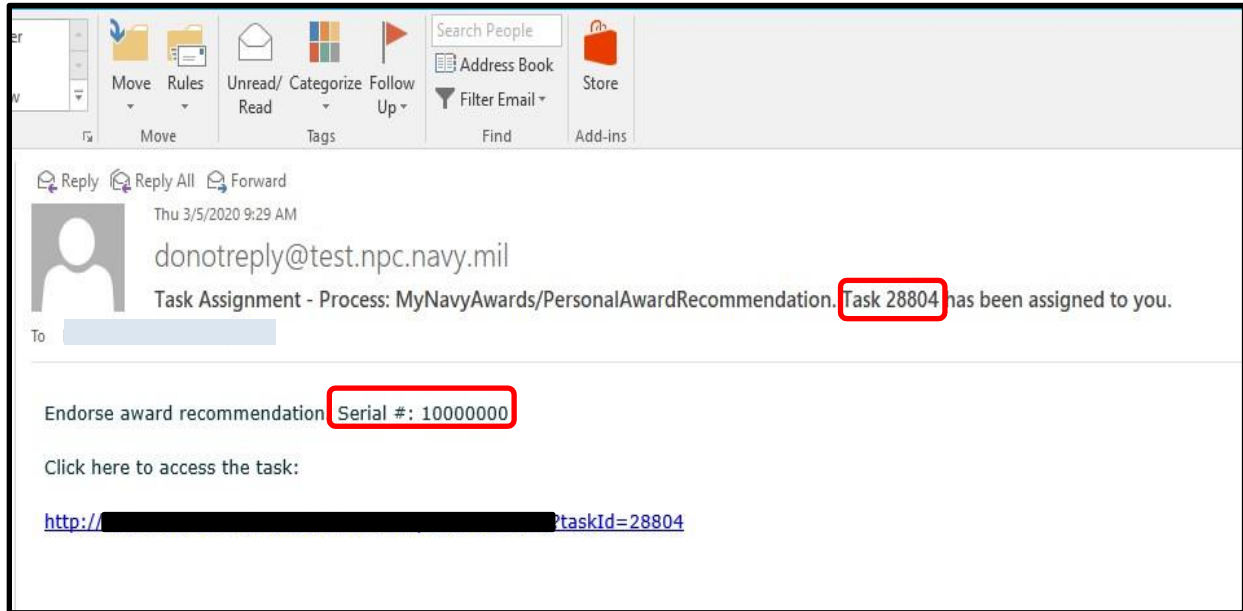 er
w
Move
Rules
Unread/
Read
Categorize
Follow
Up
Search People
Address Book
Filter Email
Store
Move
Tags
Find
Add-ins
Reply Reply All Forward
Thu 3/5/2020 9:29 AM
donotreply@test.npc.navy.mil
Task Assignment - Process: MyNavyAwards/PersonalAwardRecommendation. Task 28804 has been assigned to you.
To
Endorse award recommendation Serial #: 10000000
Click here to access the task:
http:// ?taskId=28804